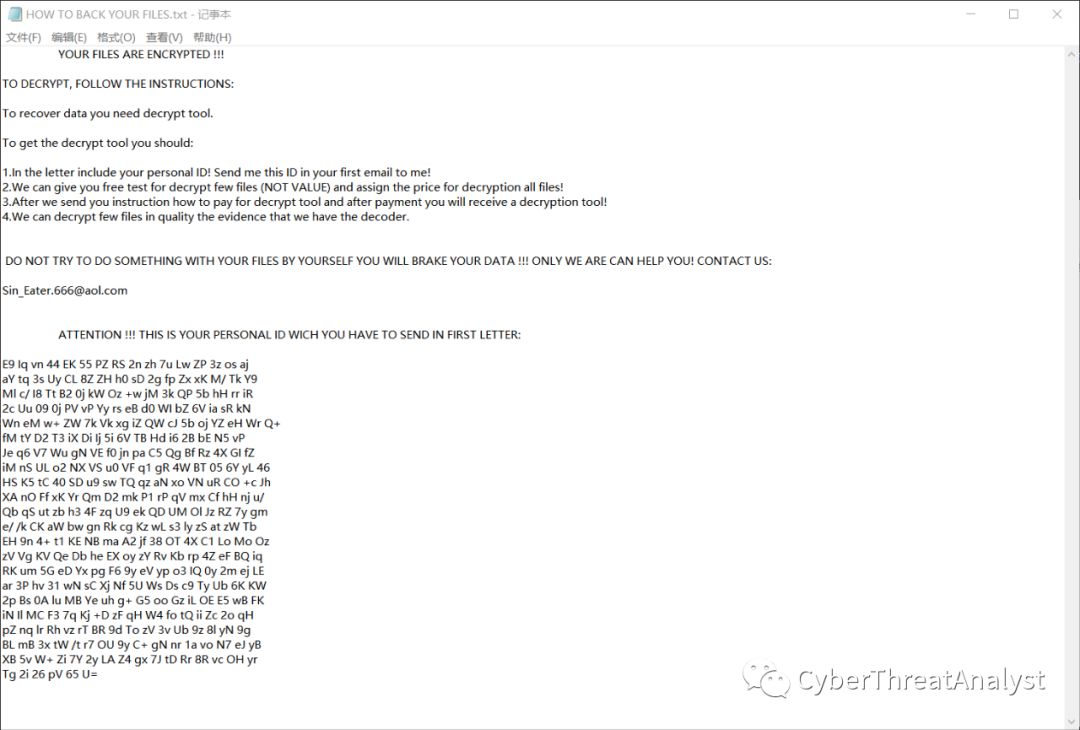 HOW TO BACK YOUR FILES.txt - 记事本
文件(F) 编辑(E) 格式(O) 查看(V) 帮助(H)
YOUR FILES ARE ENCRYPTED !!!
TO DECRYPT, FOLLOW THE INSTRUCTIONS:
To recover data you need decrypt tool.
To get the decrypt tool you should:
1.In the letter include your personal ID! Send me this ID in your first email to me!
2.We can give you free test for decrypt few files (NOT VALUE) and assign the price for decryption all files!
3.After we send you instruction how to pay for decrypt tool and after payment you will receive a decryption tool!
4.We can decrypt few files in quality the evidence that we have the decoder.
DO NOT TRY TO DO SOMETHING WITH YOUR FILES BY YOURSELF YOU WILL BRAKE YOUR DATA !!! ONLY WE ARE CAN HELP YOU! CONTACT US:
Sin_Eater.666@aol.com
ATTENTION !!! THIS IS YOUR PERSONAL ID WICH YOU HAVE TO SEND IN FIRST LETTER:
E9 Iq vn 44 EK 55 PZ RS 2n zh 7u Lw ZP 3z os aj
aY tq 3s Uy CL 8Z ZH h0 sD 2g fp Zx xK M/ Tk Y9
Ml c/ I8 Tt B2 0j kW Oz +w jM 3k QP 5b hH rr iR
2c Uu 09 0j PV vP Yy rs eB d0 WI bZ 6V ia sR kN
Wn eM w+ ZW 7k Vk xg iZ QW cJ 5b oj YZ eH Wr Q+
fM tY D2 T3 iX Di Ij 5i 6V TB Hd i6 2B bE N5 vP
Je q6 V7 Wu gN VE f0 jn pa C5 Qg Bf Rz 4X GI fZ
iM nS UL o2 NX VS u0 VF q1 gR 4W BT 05 6Y yL 46
HS K5 tC 40 SD u9 sw TQ qz aN xo VN uR CO +c Jh
XA nO Ff xK Yr Qm D2 mk P1 rP qV mx Cf hH nj u/
Qb qS ut zb h3 4F zq U9 ek QD UM Ol Jz RZ 7y gm
e/ /k CK aW bw gn Rk cg Kz wL s3 ly zS at zW Tb
EH 9n 4+ t1 KE NB ma A2 jf 38 OT 4X C1 Lo Mo Oz
zV Vg KV Qe Db he EX oy zY Rv Kb rp 4Z eF BQ iq
RK um 5G eD Yx pg F6 9y eV yp o3 IQ 0y 2m ej LE
ar 3P hv 31 wN sC Xj Nf 5U Ws Ds c9 Ty Ub 6K KW
2p Bs 0A lu MB Ye uh g+ G5 oo Gz iL OE E5 wB FK
iN Il MC F3 7q Kj +D zF qH W4 fo tQ ii Zc 2o qH
pZ nq lr Rh vz rT BR 9d To zV 3v Ub 9z 8l yN 9g
BL mB 3x tW /t r7 OU 9y C+ gN nr 1a vo N7 eJ yB
XB 5v W+ Zi 7Y 2y LA Z4 gx 7J tD Rr 8R vc OH yr
Tg 2i 26 pV 65 U=
CyberThreatAnalyst